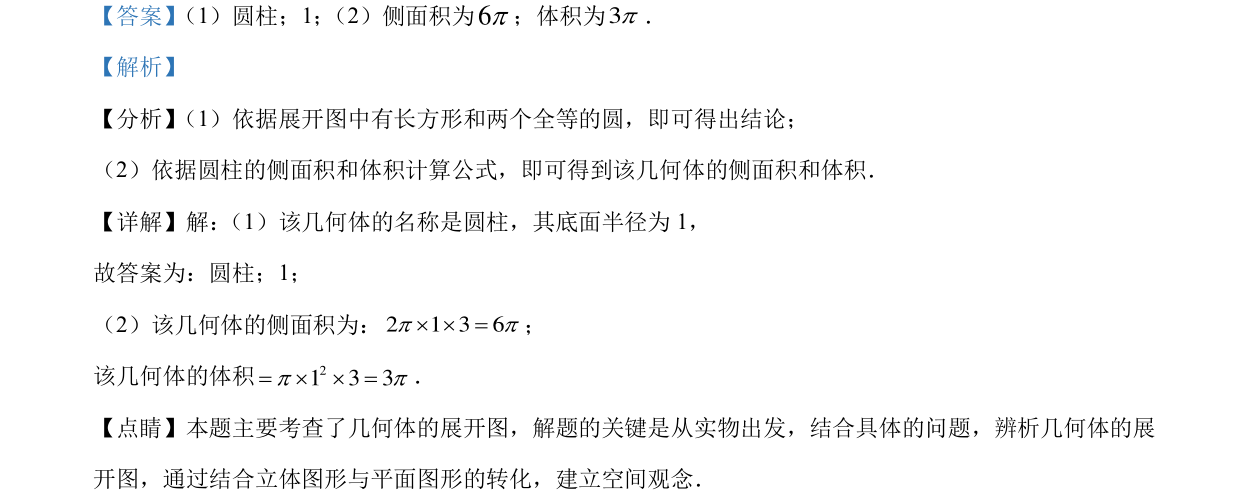 【答案】（1）圆柱；1；（2）侧面积为6π；体积为3π．
【解析】
【分析】（1）依据展开图中有长方形和两个全等的圆，即可得出结论；
（2）依据圆柱的侧面积和体积计算公式，即可得到该几何体的侧面积和体积．
【详解】解：（1）该几何体的名称是圆柱，其底面半径为 1，
故答案为：圆柱；1；
（2）该几何体的侧面积为：2π×1×3=6π；
该几何体的体积=π×1²×3=3π．
【点睛】本题主要考查了几何体的展开图，解题的关键是从实物出发，结合具体的问题，辨析几何体的展
开图，通过结合立体图形与平面图形的转化，建立空间观念．